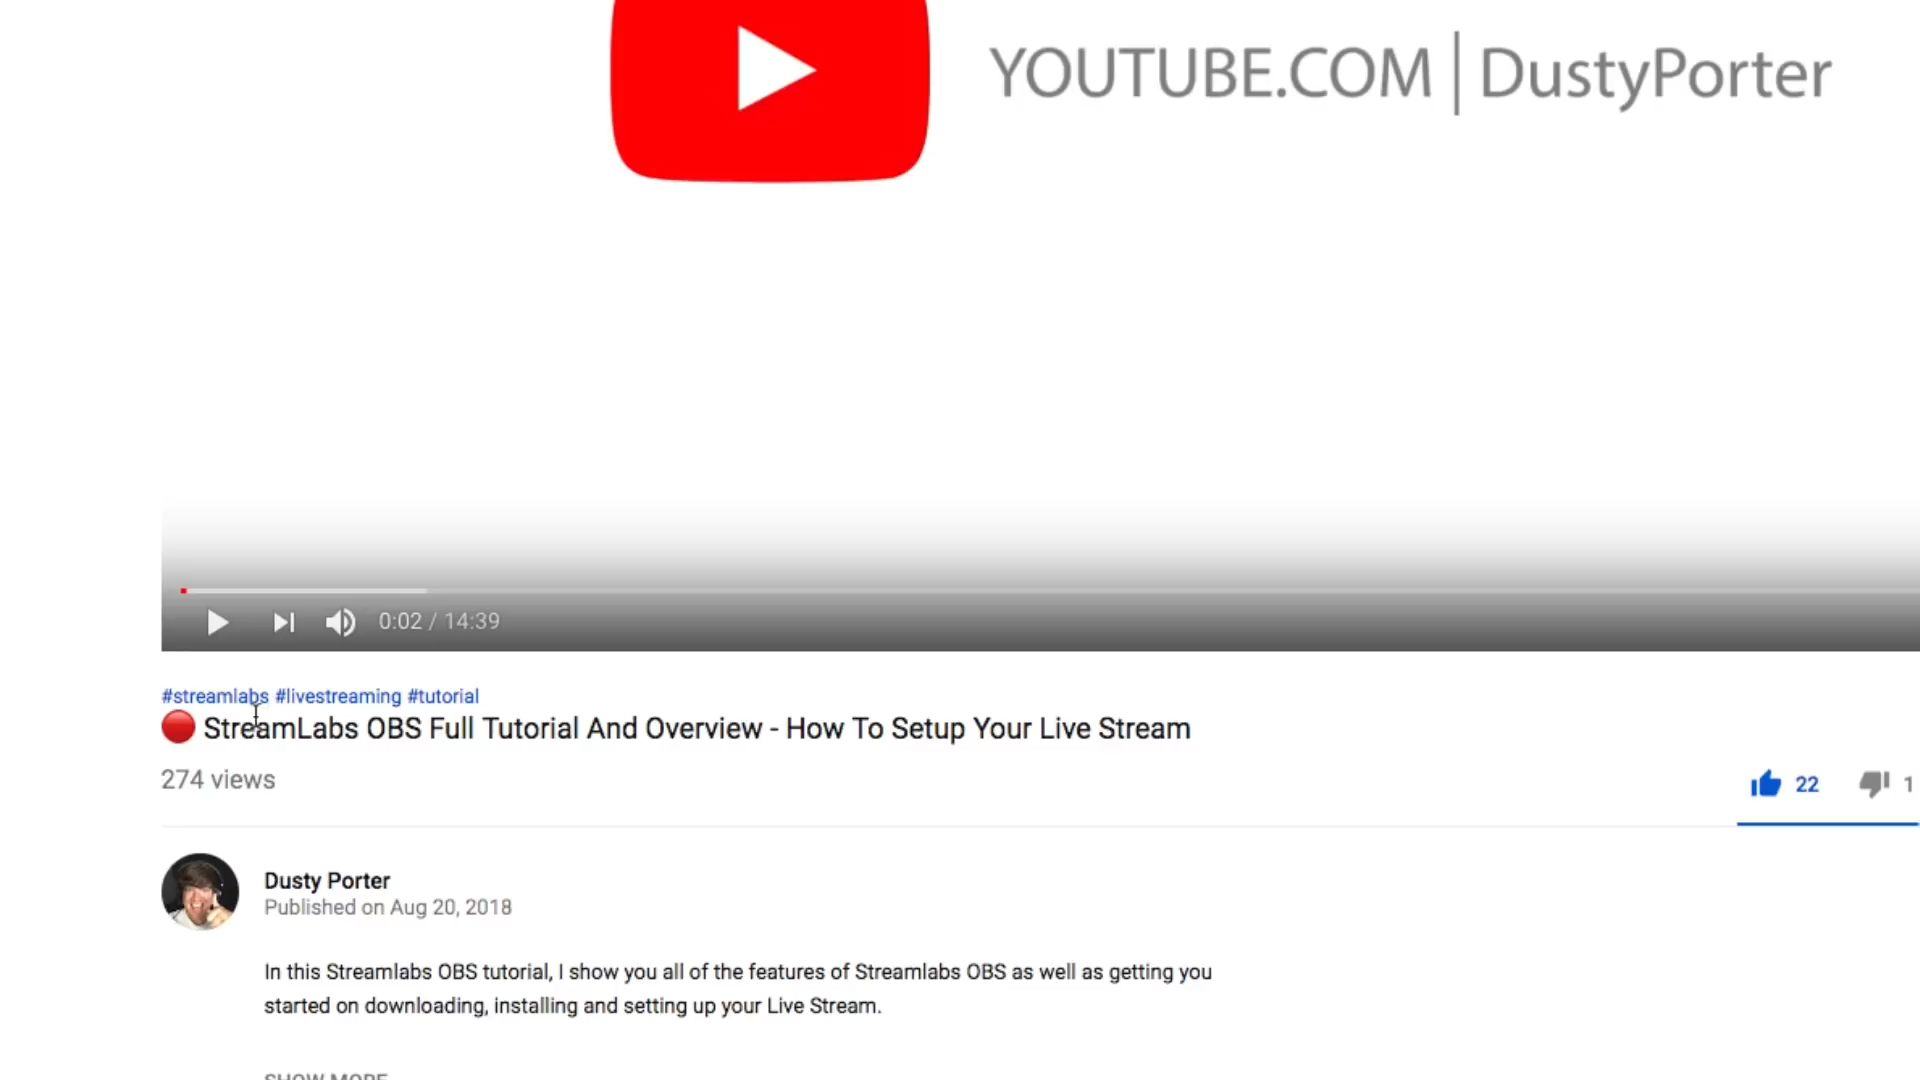 YOUTUBE.COM | DustyPorter
0:02 / 14:39
#streamlabs #livestreaming #tutorial
StreamLabs OBS Full Tutorial And Overview - How To Setup Your Live Stream
274 views
22
1
Dusty Porter
Published on Aug 20, 2018
In this Streamlabs OBS tutorial, I show you all of the features of Streamlabs OBS as well as getting you
started on downloading, installing and setting up your Live Stream.
SHOW MORE